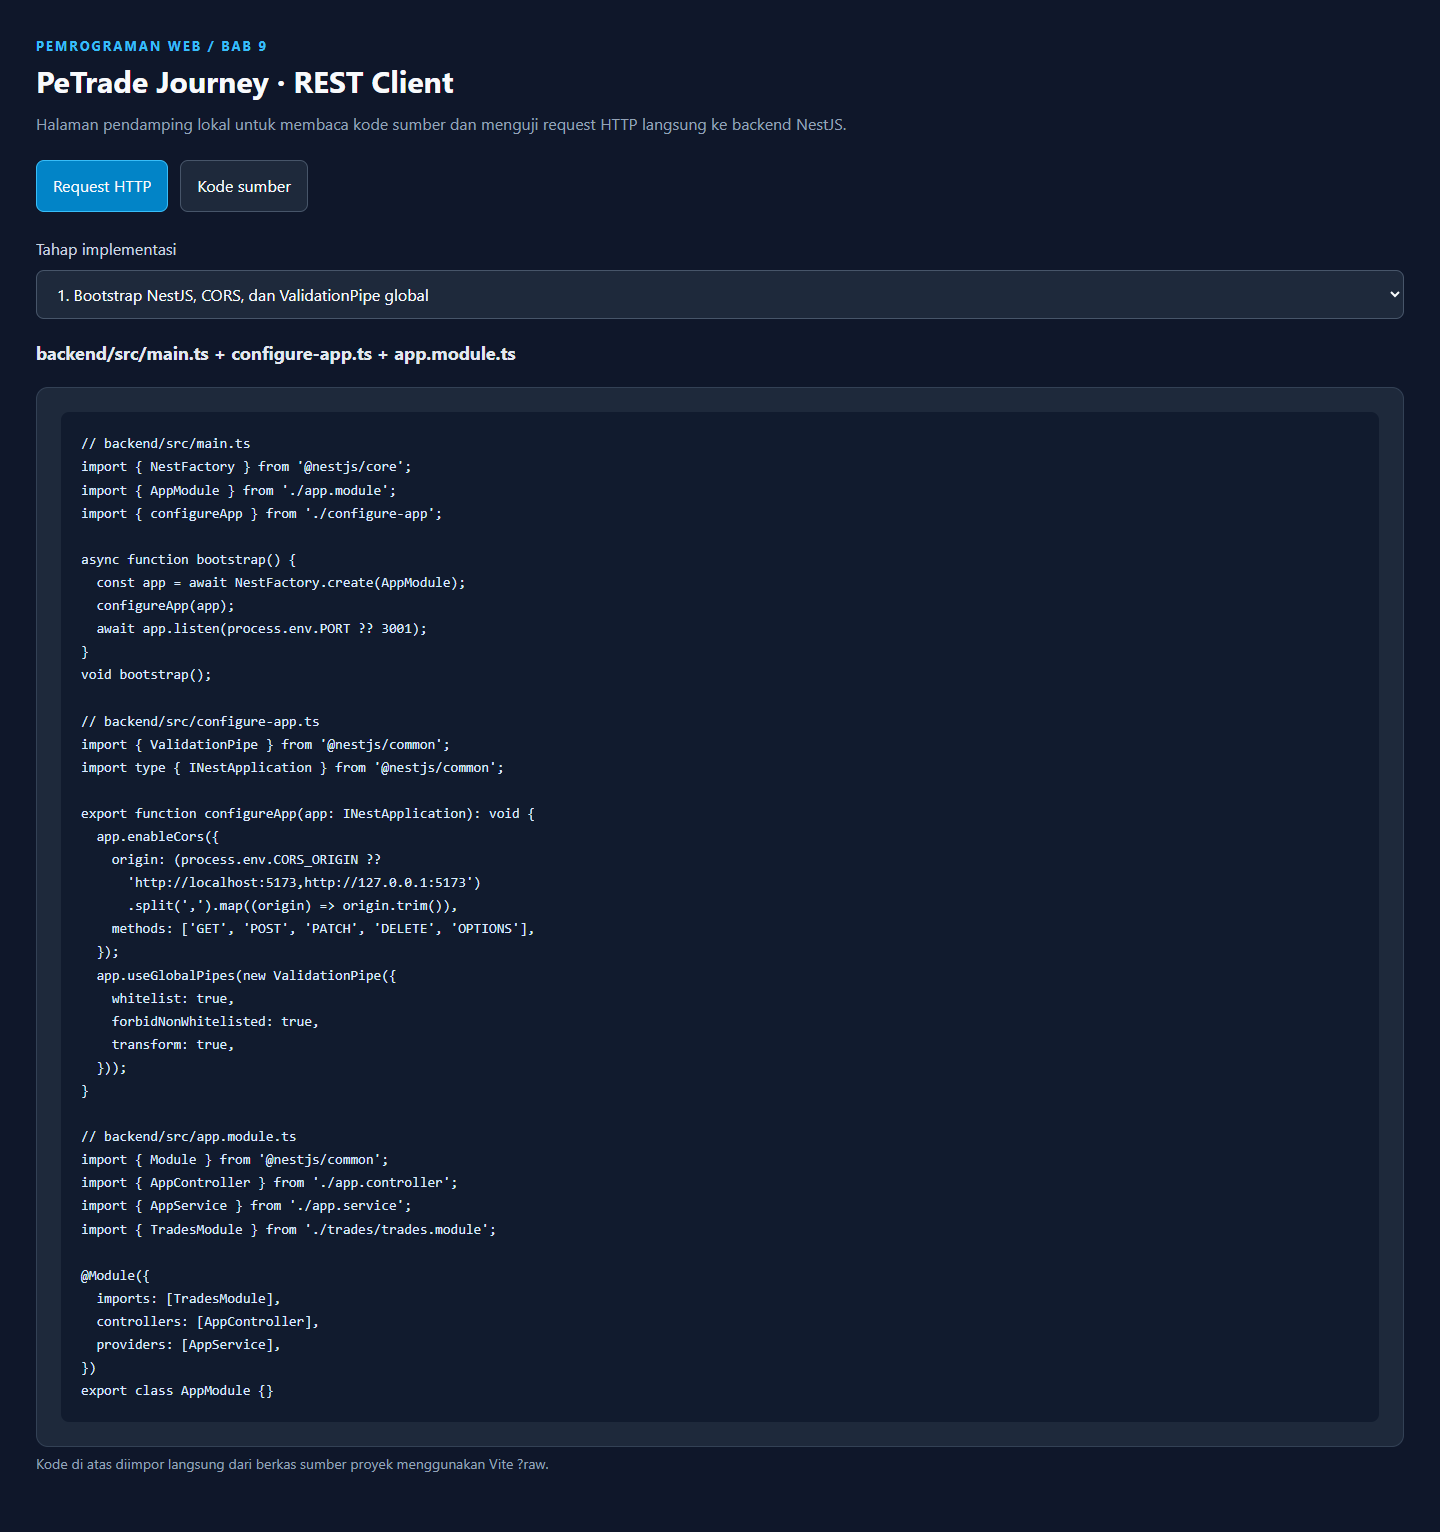 PEMROGRAMAN WEB / BAB 9
PeTrade Journey · REST Client
Halaman pendamping lokal untuk membaca kode sumber dan menguji request HTTP langsung ke backend NestJS.
Request HTTP
Kode sumber
Tahap implementasi
1. Bootstrap NestJS, CORS, dan ValidationPipe global
backend/src/main.ts + configure-app.ts + app.module.ts
// backend/src/main.ts
import { NestFactory } from '@nestjs/core';
import { AppModule } from './app.module';
import { configureApp } from './configure-app';

async function bootstrap() {
  const app = await NestFactory.create(AppModule);
  configureApp(app);
  await app.listen(process.env.PORT ?? 3001);
}
void bootstrap();

// backend/src/configure-app.ts
import { ValidationPipe } from '@nestjs/common';
import type { INestApplication } from '@nestjs/common';

export function configureApp(app: INestApplication): void {
  app.enableCors({
    origin: (process.env.CORS_ORIGIN ??
      'http://localhost:5173,http://127.0.0.1:5173')
      .split(',').map((origin) => origin.trim()),
    methods: ['GET', 'POST', 'PATCH', 'DELETE', 'OPTIONS'],
  });
  app.useGlobalPipes(new ValidationPipe({
    whitelist: true,
    forbidNonWhitelisted: true,
    transform: true,
  }));
}

// backend/src/app.module.ts
import { Module } from '@nestjs/common';
import { AppController } from './app.controller';
import { AppService } from './app.service';
import { TradesModule } from './trades/trades.module';

@Module({
  imports: [TradesModule],
  controllers: [AppController],
  providers: [AppService],
})
export class AppModule {}
Kode di atas diimpor langsung dari berkas sumber proyek menggunakan Vite ?raw.